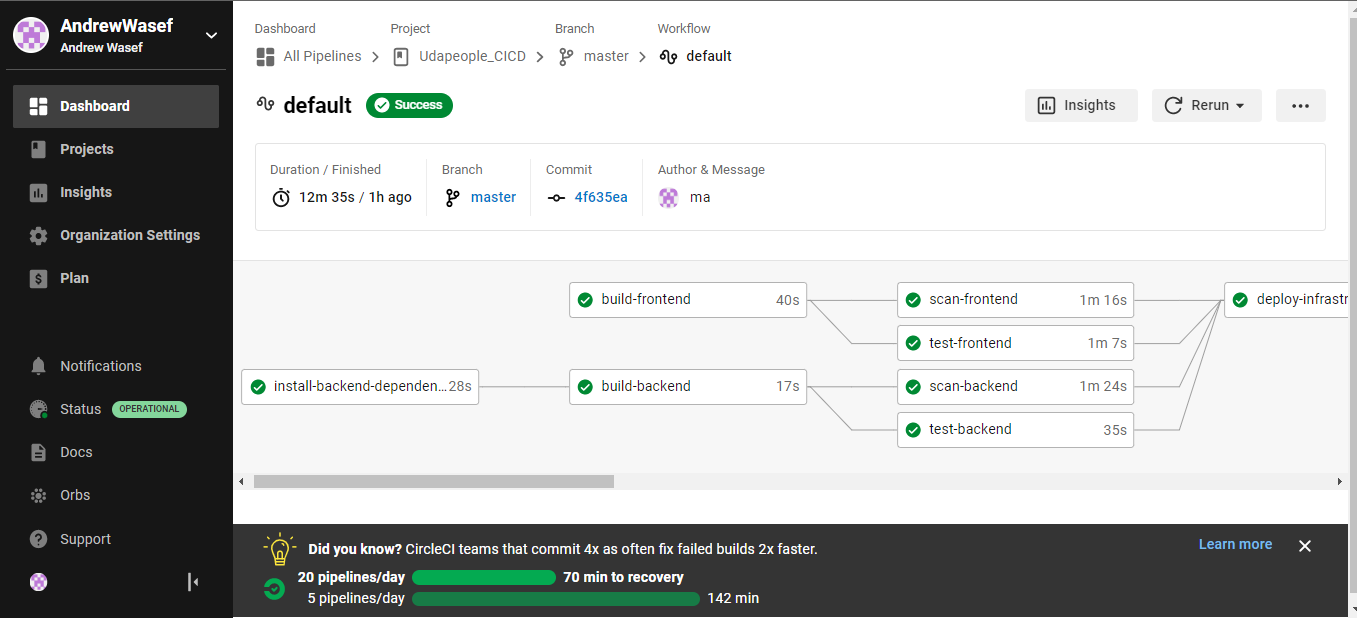 AndrewWasef
Andrew Wasef
Dashboard
Projects
Insights
Organization Settings
Plan
Notifications
Status OPERATIONAL
Docs
Orbs
Support
Dashboard Project Branch Workflow
All Pipelines Udapeople_CICD master default
default Success
Insights Rerun
Duration / Finished Branch Commit Author & Message
12m 35s / 1h ago master 4f635ea ma
build-frontend 40s scan-frontend 1m 16s deploy-infrastr
test-frontend 1m 7s
install-backend-dependen... 28s build-backend 17s scan-backend 1m 24s
test-backend 35s
Did you know? CircleCI teams that commit 4x as often fix failed builds 2x faster. Learn more
20 pipelines/day 70 min to recovery
5 pipelines/day 142 min